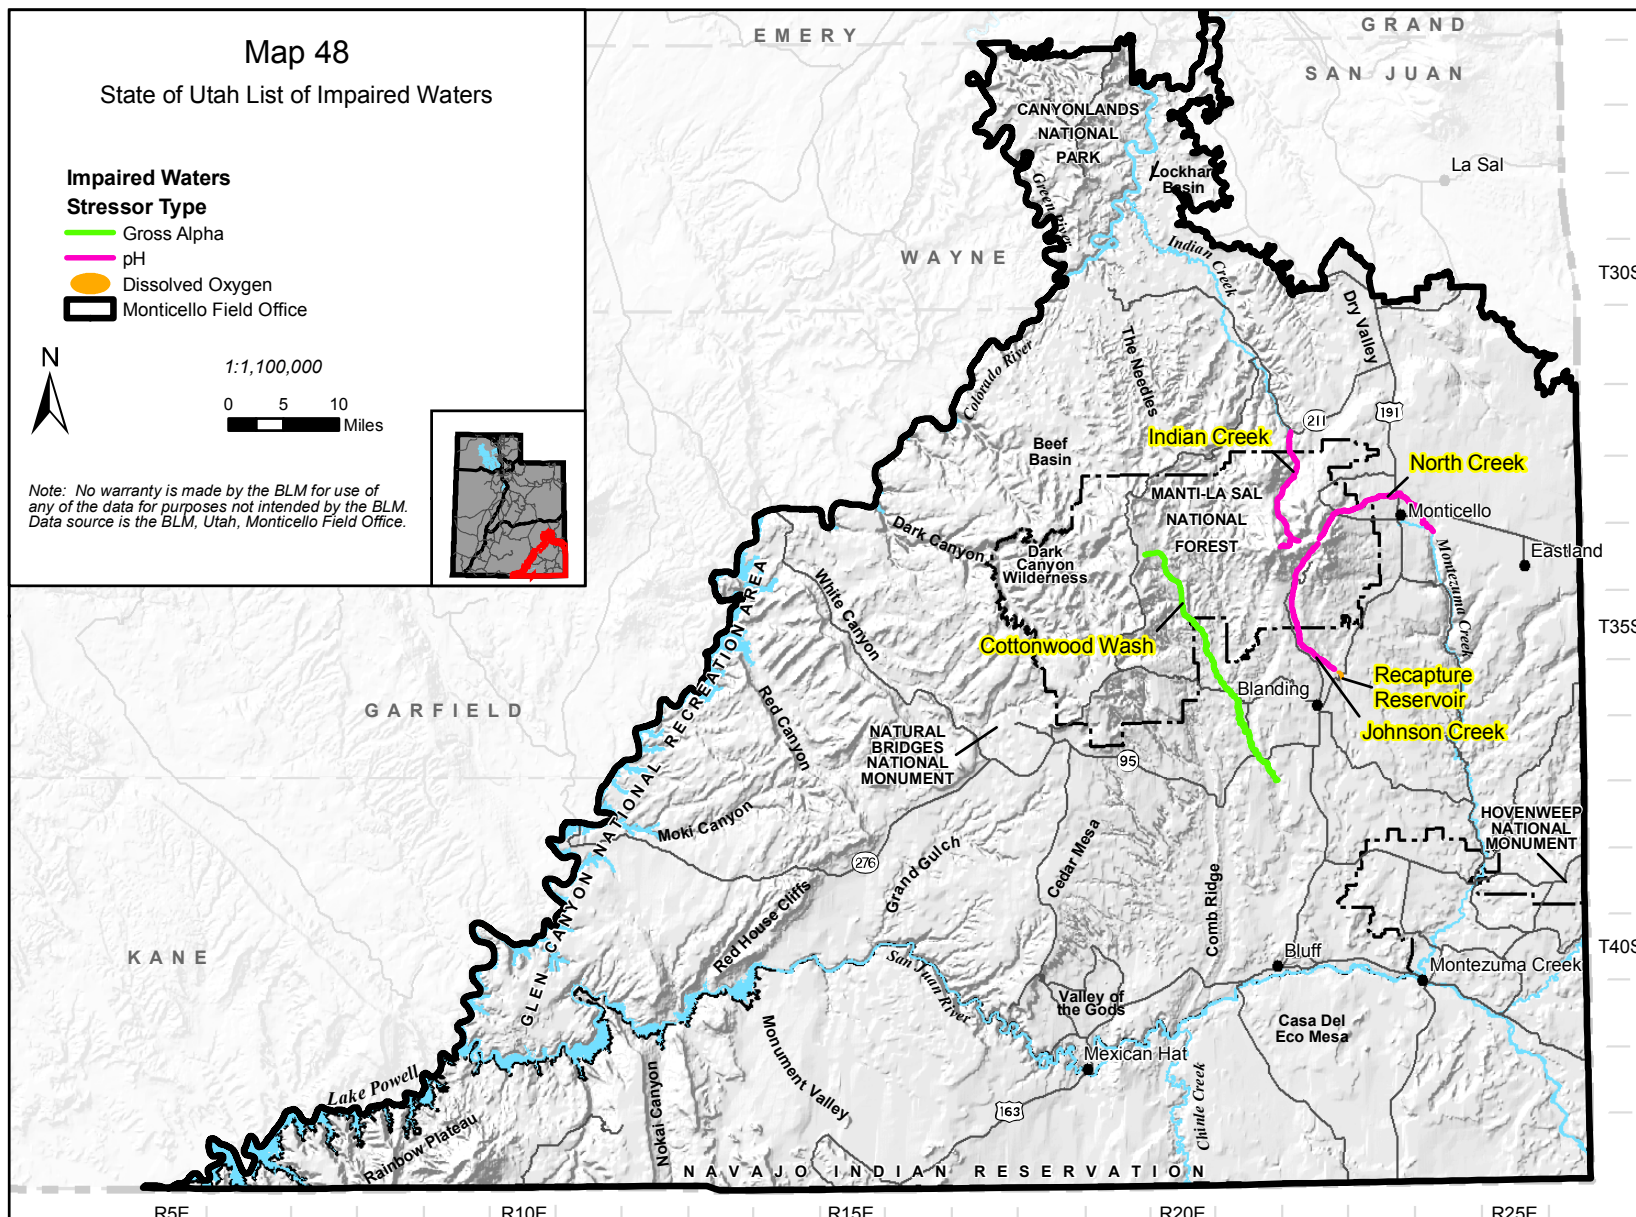 Map 48
State of Utah List of Impaired Waters
Impaired Waters
Stressor Type
Gross Alpha
pH
Dissolved Oxygen
Monticello Field Office
N
1:1,100,000
0 5 10
Miles
Note: No warranty is made by the BLM for use of
any of the data for purposes not intended by the BLM.
Data source is the BLM, Utah, Monticello Field Office.
EMERY
GRAND
SAN JUAN
CANYONLANDS
NATIONAL
PARK
La Sal
Lockhart
Basin
Green River
WAYNE
Indian Creek
T30S
Dry Valley
The Needles
Colorado River
191
211
Indian Creek
Beef
Basin
North Creek
MANTI-LA SAL
NATIONAL
FOREST
Monticello
Dark Canyon
Dark
Canyon
Wilderness
Eastland
White Canyon
Montezuma Creek
T35S
Cottonwood Wash
Recapture
Reservoir
Blanding
Red Canyon
GARFIELD
Johnson Creek
NATURAL
BRIDGES
NATIONAL
MONUMENT
95
GLEN CANYON NATIONAL RECREATION AREA
Moki Canyon
HOVENWEEP
NATIONAL
MONUMENT
276
Grand Gulch
Cedar Mesa
Comb Ridge
Red House Cliffs
KANE
T40S
Bluff
Montezuma Creek
San Juan River
Valley of
the Gods
Casa Del
Eco Mesa
Monument Valley
Mexican Hat
Lake Powell
Nokai Canyon
163
Chinle Creek
Rainbow Plateau
NAVAJO INDIAN RESERVATION
R5E R10E R15E R20E R25E